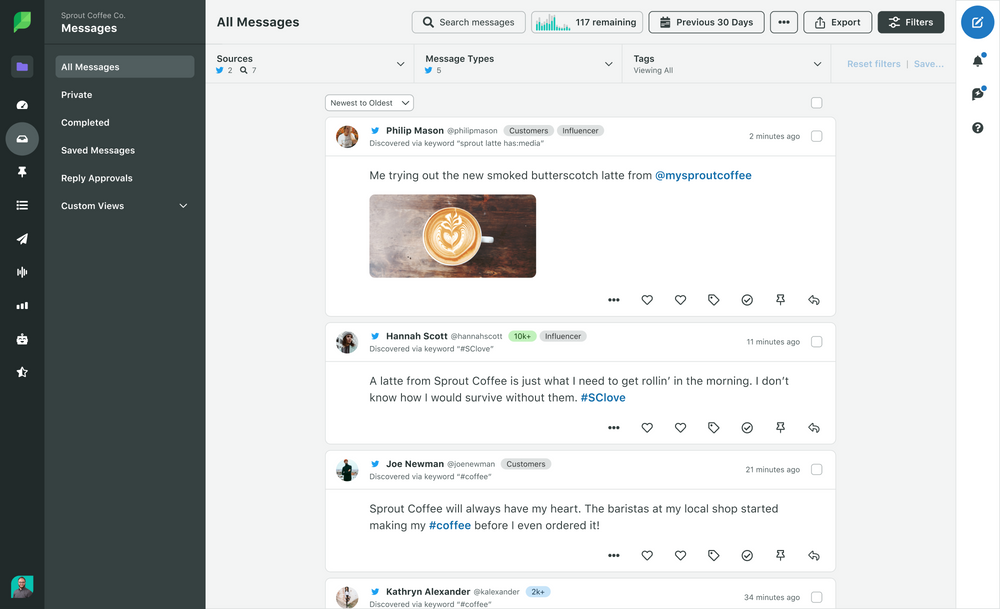 Sprout Coffee Co.
Messages
All Messages
Private
Completed
Saved Messages
Reply Approvals
Custom Views
All Messages
Search messages
117 remaining
Previous 30 Days
Export
Filters
Sources
2 7
Message Types
5
Tags
Viewing All
Reset filters | Save...
Newest to Oldest
Philip Mason @philipmason Customers Influencer
2 minutes ago
Discovered via keyword "sprout latte has:media"
Me trying out the new smoked butterscotch latte from @mysproutcoffee
Hannah Scott @hannahscott 10k+ Influencer
11 minutes ago
Discovered via keyword "#SClove"
A latte from Sprout Coffee is just what I need to get rollin’ in the morning. I don’t
know how I would survive without them. #SClove
Joe Newman @joenewman Customers
21 minutes ago
Discovered via keyword "#coffee"
Sprout Coffee will always have my heart. The baristas at my local shop started
making my #coffee before I even ordered it!
Kathryn Alexander @kalexander 2k+
34 minutes ago
Discovered via keyword "#coffee"